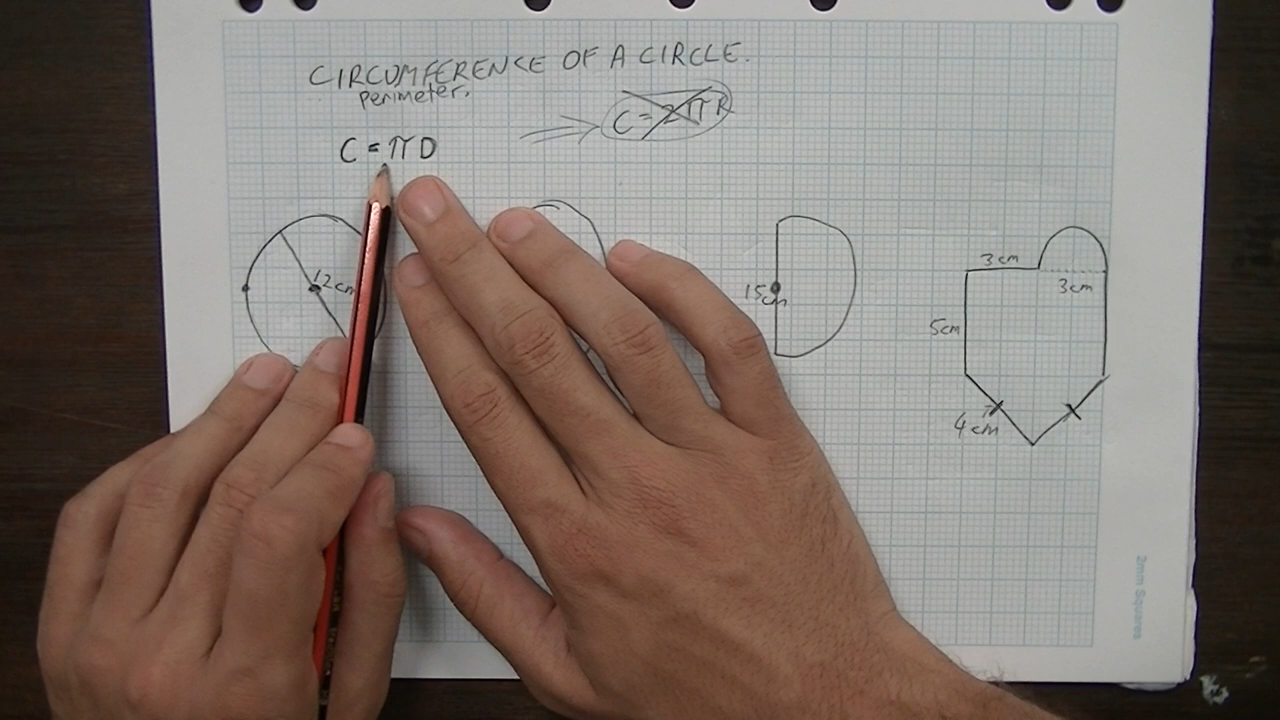 CIRCUMFERENCE OF A CIRCLE.
perimeter.
C = 2πR
C = πD
12cm
15cm
3cm
3cm
5cm
4cm
2mm Squares